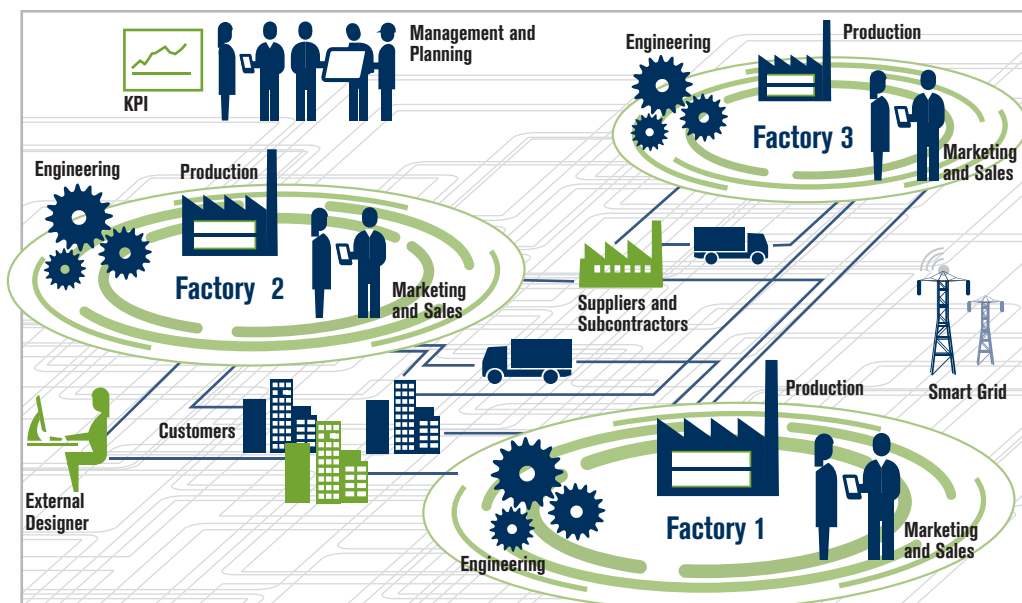 Management and
Planning
KPI
Engineering
Production
Factory 3
Marketing
and Sales
Engineering
Production
Factory 2
Marketing
and Sales
Suppliers and
Subcontractors
Smart Grid
Customers
External
Designer
Production
Factory 1
Engineering
Marketing
and Sales